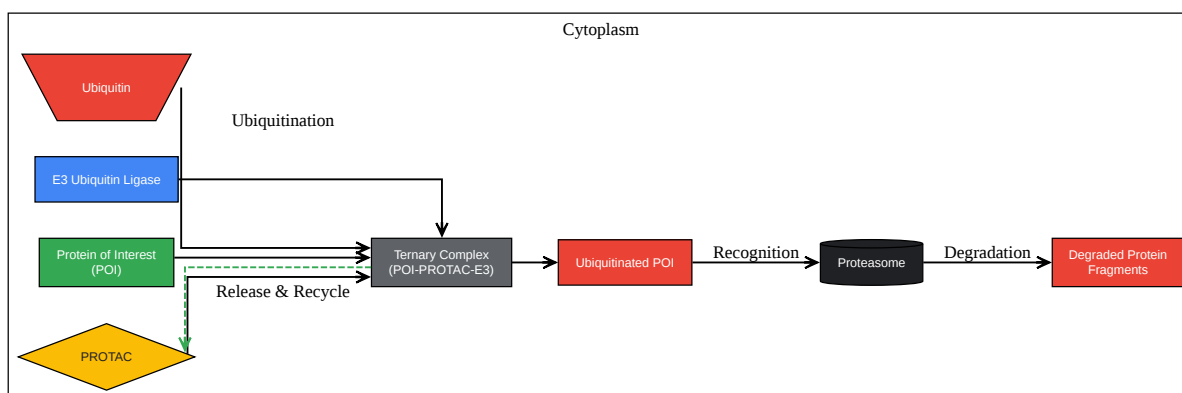 Cytoplasm
Ubiquitin
Ubiquitination
E3 Ubiquitin Ligase
Protein of Interest
(POI)
Ternary Complex
(POI-PROTAC-E3)
Ubiquitinated POI
Recognition
Proteasome
Degradation
Degraded Protein
Fragments
Release & Recycle
PROTAC